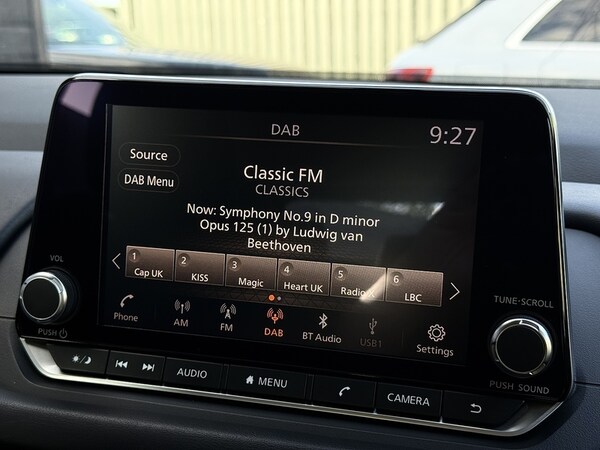 DAB
9:27
Source
Classic FM
CLASSICS
DAB Menu
Now: Symphony No.9 in D minor
Opus 125 (1) by Ludwig van
Beethoven
1 Cap UK
2 KISS
3 Magic
4 Heart UK
5 Radio X
6 LBC
VOL
TUNE·SCROLL
Phone
AM
FM
DAB
BT Audio
USB1
Settings
PUSH
PUSH SOUND
AUDIO
MENU
CAMERA